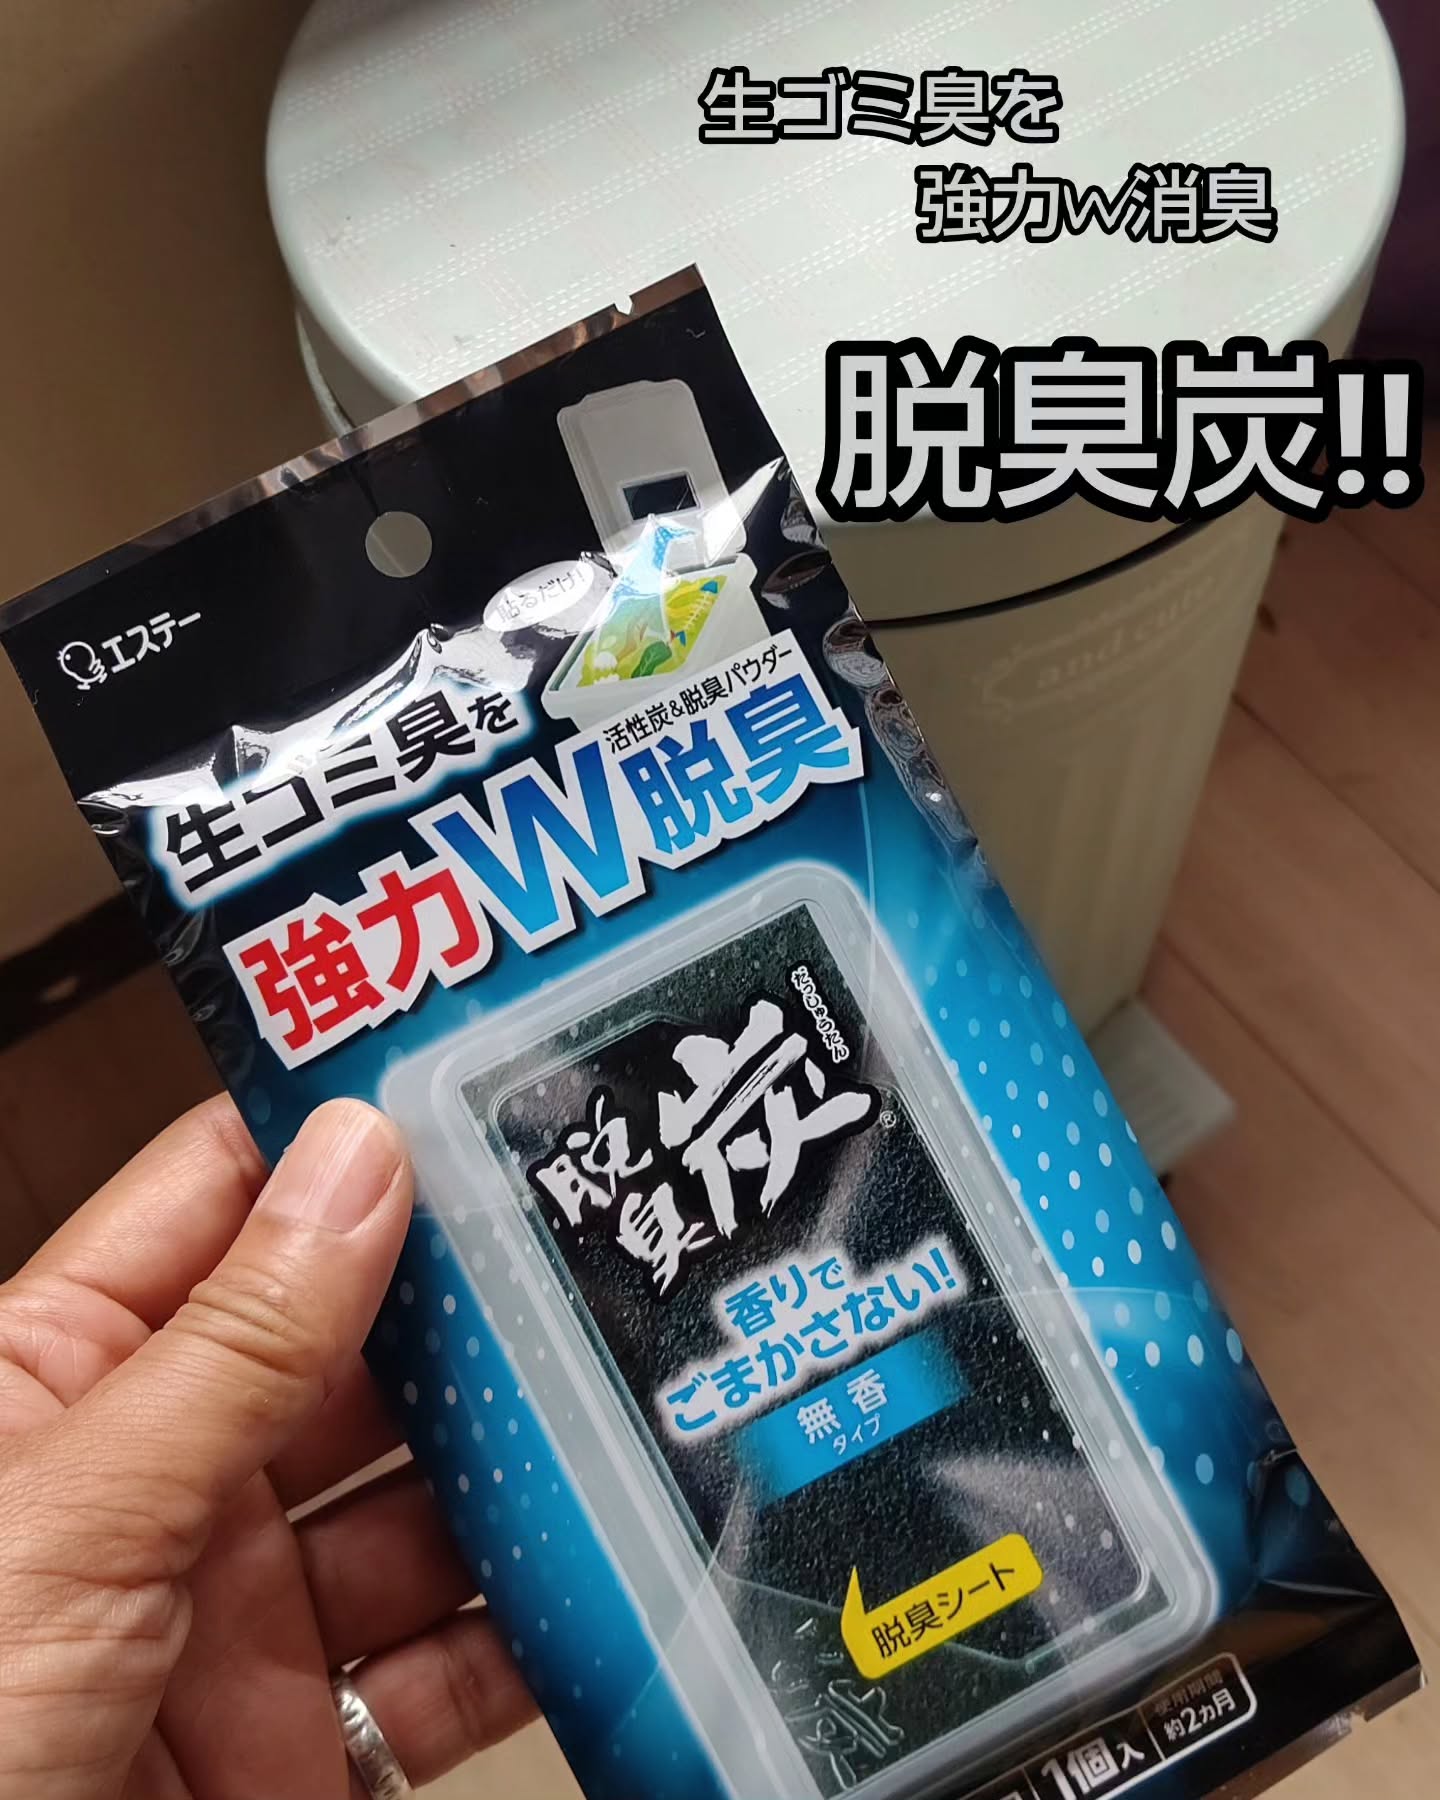 生ゴミ臭を
強力W消臭
脱臭炭!!
エステー
貼るだけ!
生ゴミ臭を
活性炭&脱臭パウダー
強力W脱臭
だっしゅうたん
脱臭炭®
香りで
ごまかさない!
無香
タイプ
脱臭シート
1個入
使用期間
約2カ月